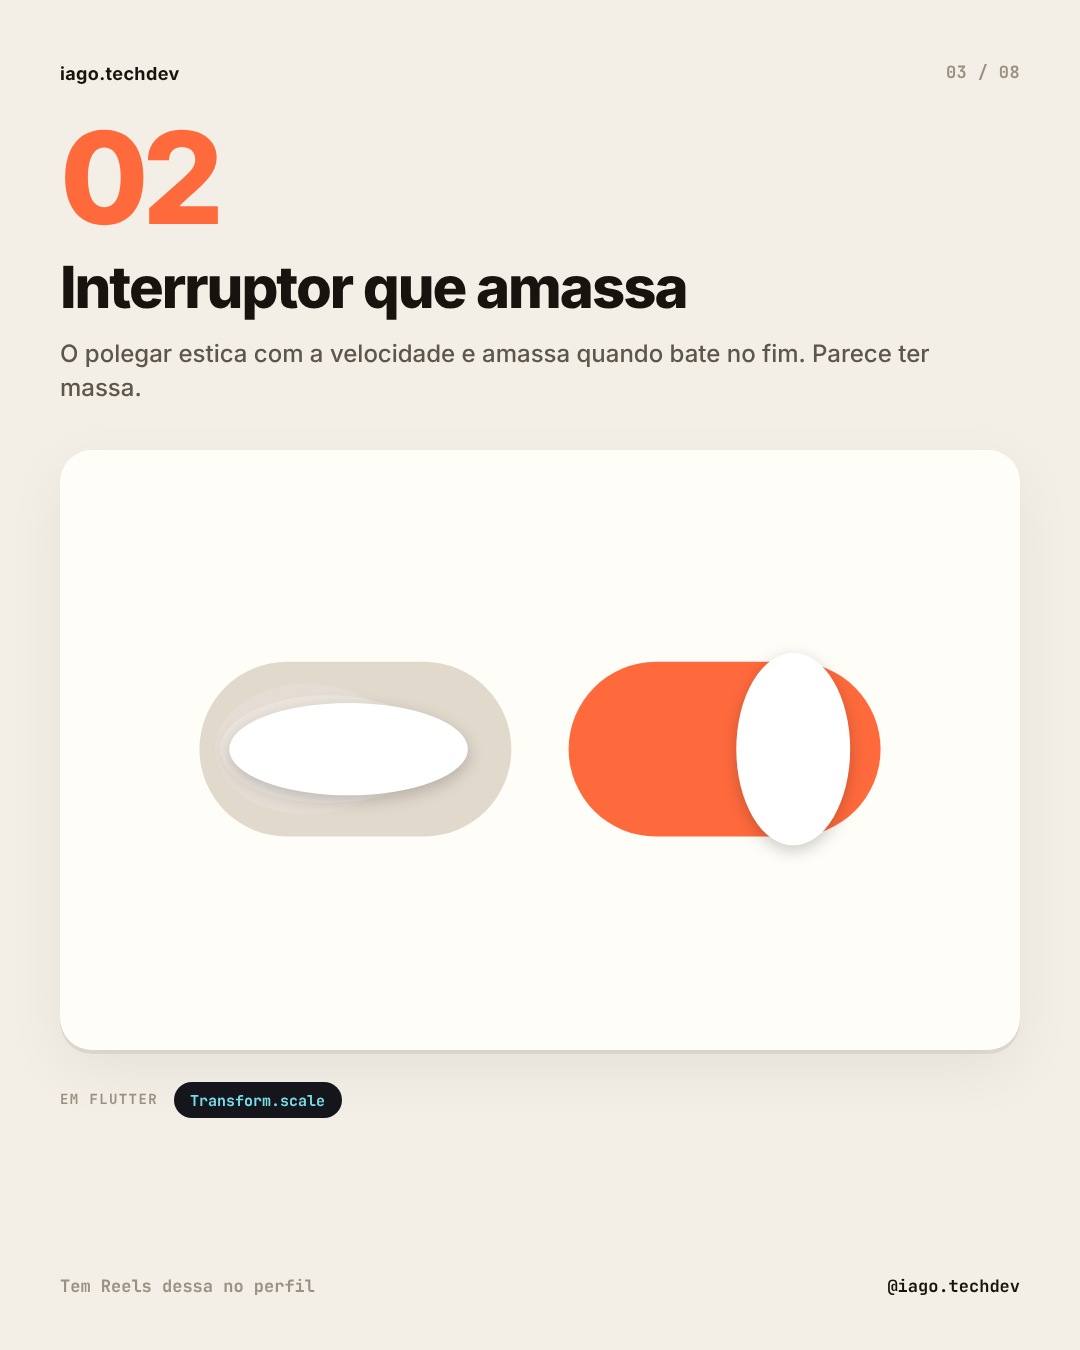 iago.techdev
03 / 08
02
Interruptor que amassa
O polegar estica com a velocidade e amassa quando bate no fim. Parece ter
massa.
EM FLUTTER
Transform.scale
Tem Reels dessa no perfil
@iago.techdev